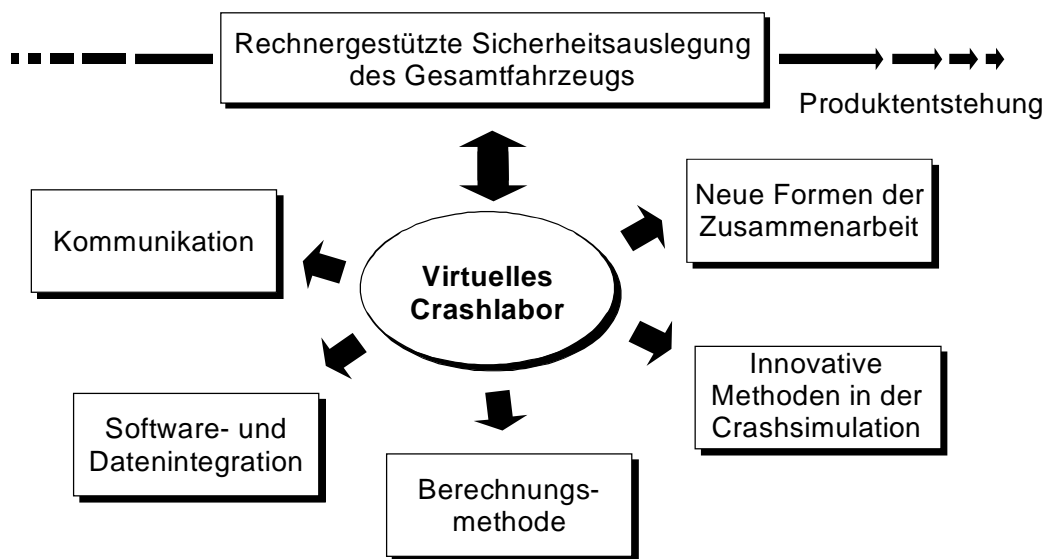 Rechnergestützte Sicherheitsauslegung
des Gesamtfahrzeugs
Produktentstehung
Neue Formen der
Zusammenarbeit
Kommunikation
Virtuelles
Crashlabor
Innovative
Methoden in der
Crashsimulation
Software- und
Datenintegration
Berechnungs-
methode